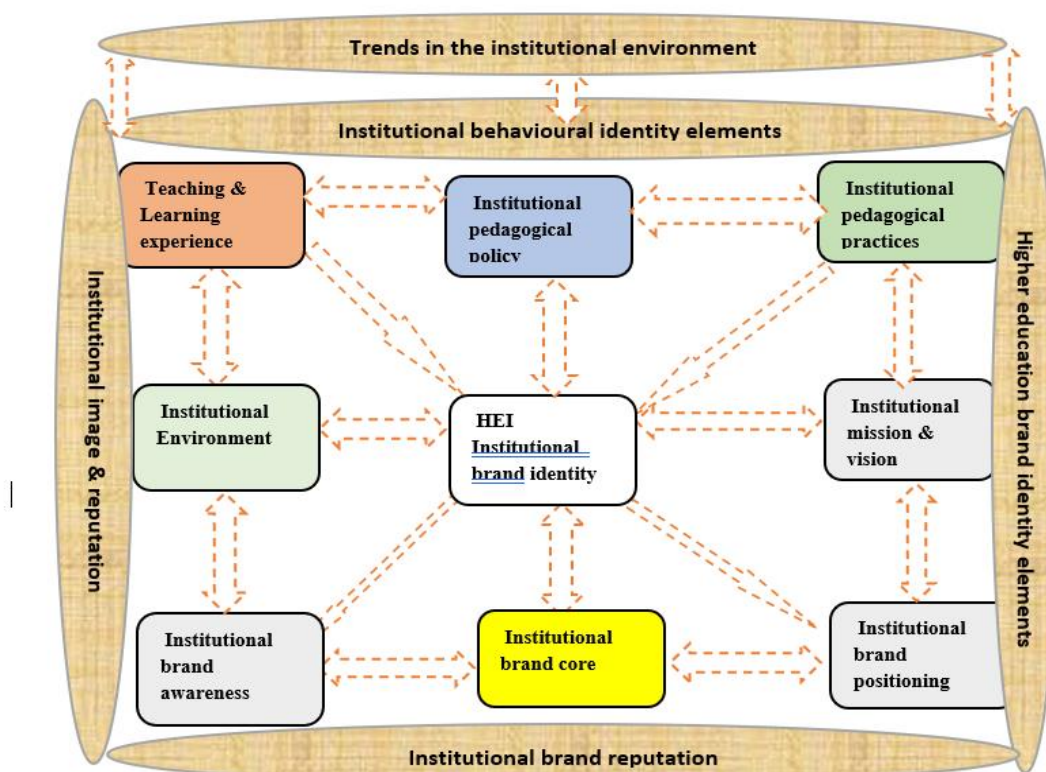 Trends in the institutional environment
Institutional behavioural identity elements
Teaching &
Learning
experience
Institutional
pedagogical
policy
Institutional
pedagogical
practices
Institutional image & reputation
Higher education brand identity elements
Institutional
Environment
HEI
Institutional
brand identity
Institutional
mission &
vision
Institutional
brand
awareness
Institutional
brand core
Institutional
brand
positioning
Institutional brand reputation